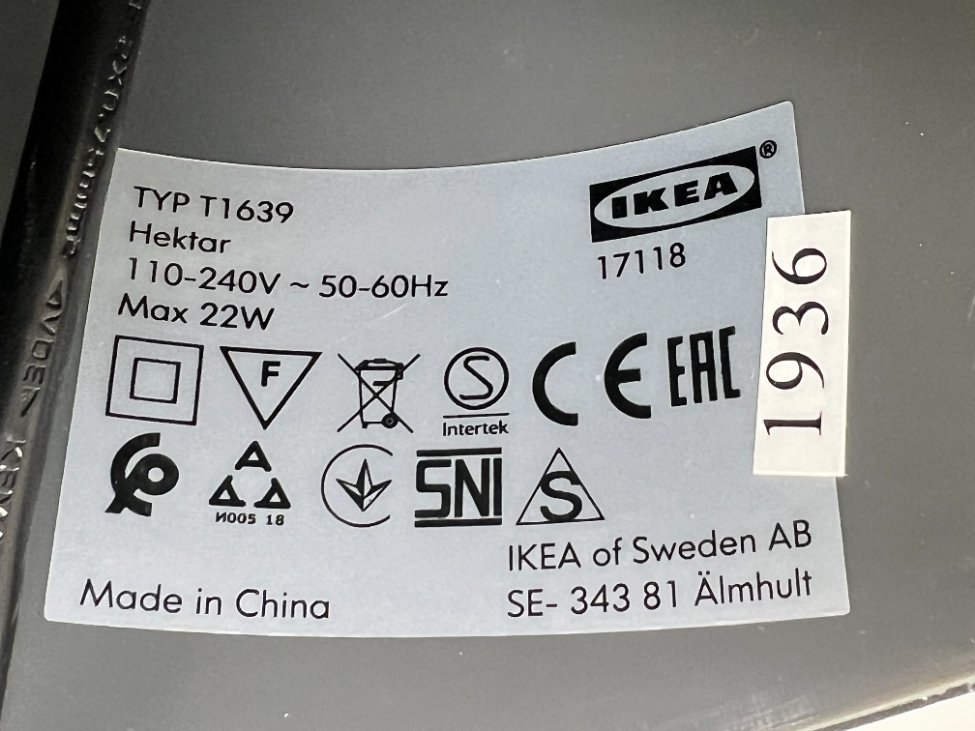 TYP T1639
Hektar
110-240V ~ 50-60Hz
Max 22W
IKEA ®
17118
1936
F
S
Intertek
CE
EAC
A
И005 18
SNI
S
IKEA of Sweden AB
SE- 343 81 Älmhult
Made in China